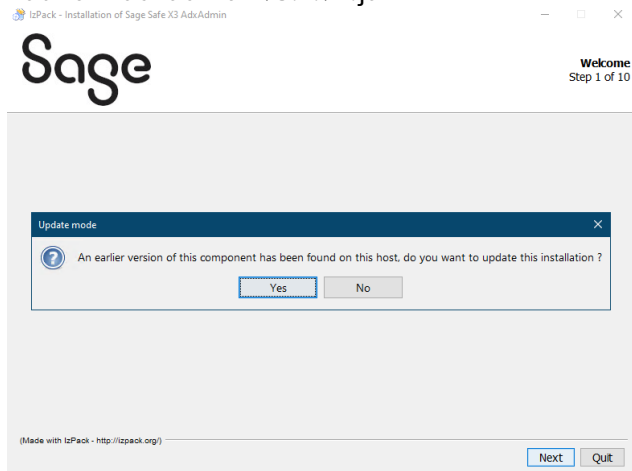 IzPack - Installation of Sage Safe X3 AdxAdmin
Sage
Welcome
Step 1 of 10
Update mode
An earlier version of this component has been found on this host, do you want to update this installation ?
Yes
No
(Made with IzPack - http://izpack.org/)
Next
Quit